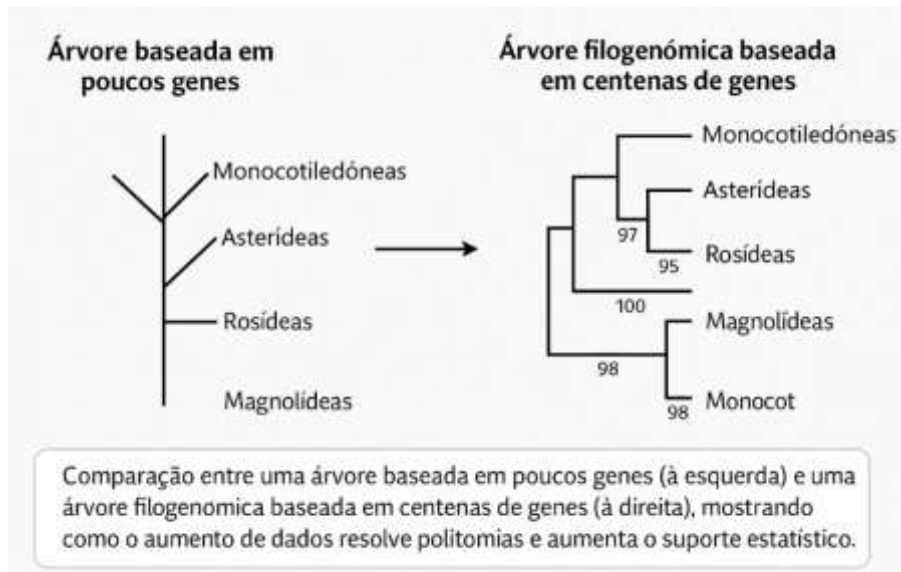 Árvore baseada em
poucos genes
Árvore filogenómica baseada
em centenas de genes
Monocotiledóneas
Asterídeas
Rosídeas
Magnolídeas
Monocotiledóneas
Asterídeas
97
95
Rosídeas
100
Magnolídeas
98
98
Monocot
Comparação entre uma árvore baseada em poucos genes (à esquerda) e uma
árvore filogenomica baseada em centenas de genes (à direita), mostrando
como o aumento de dados resolve politomias e aumenta o suporte estatístico.